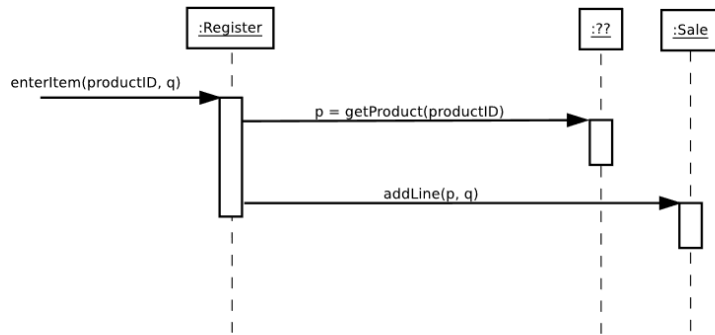 :Register
:??
:Sale
enterItem(productID, q)
p = getProduct(productID)
addLine(p, q)